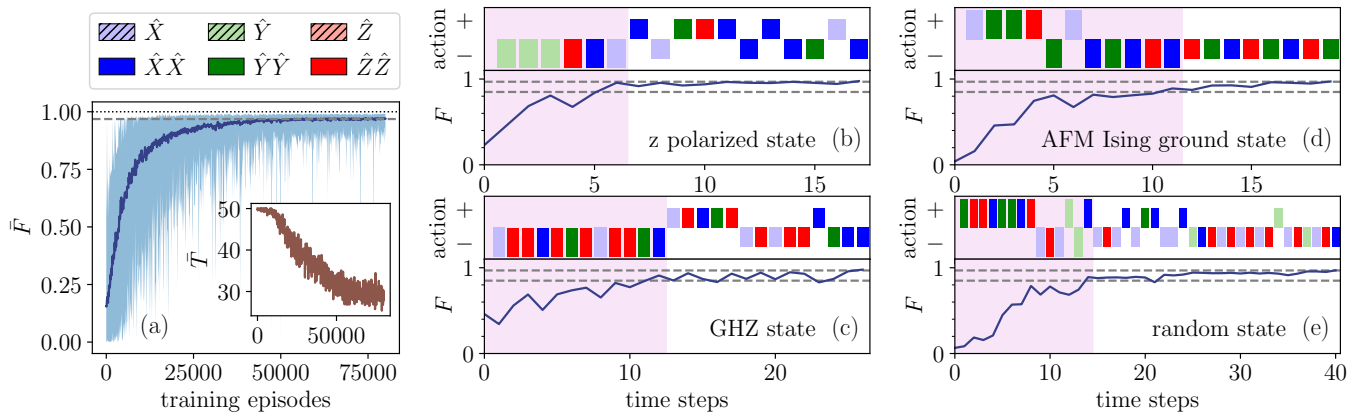 X̂ Ŷ Ẑ
X̂X̂ ŶŶ ẐẐ
1.00
0.75
0.50
0.25
0.00
F̄
(a)
50
40
30
T̄
0 50000
0 25000 50000 75000
training episodes
action
+
−
1
F
0
z polarized state (b)
0 5 10 15
action
+
−
1
F
0
GHZ state (c)
0 10 20
time steps
action
+
−
1
F
0
AFM Ising ground state (d)
0 5 10 15
action
+
−
1
F
0
random state (e)
0 10 20 30 40
time steps